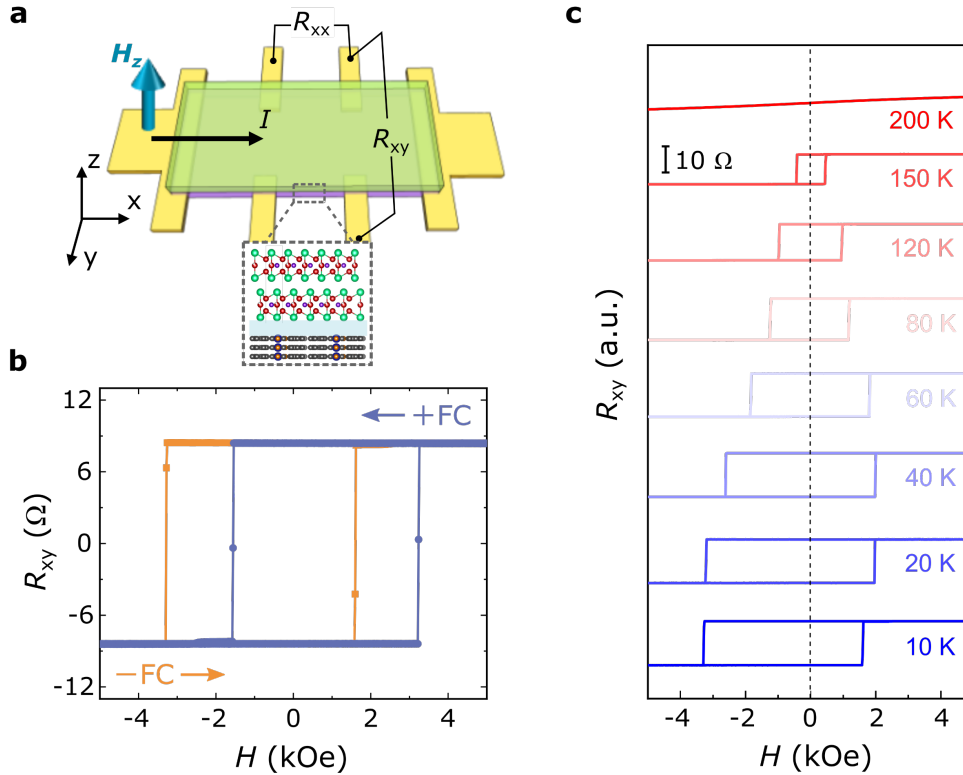 a
R_xx
H_z
I
R_xy
z
x
y
b
12
6
0
-6
-12
+FC
−FC
R_xy (Ω)
-4 -2 0 2 4
H (kOe)
c
200 K
10 Ω
150 K
120 K
80 K
60 K
40 K
20 K
10 K
R_xy (a.u.)
-4 -2 0 2 4
H (kOe)